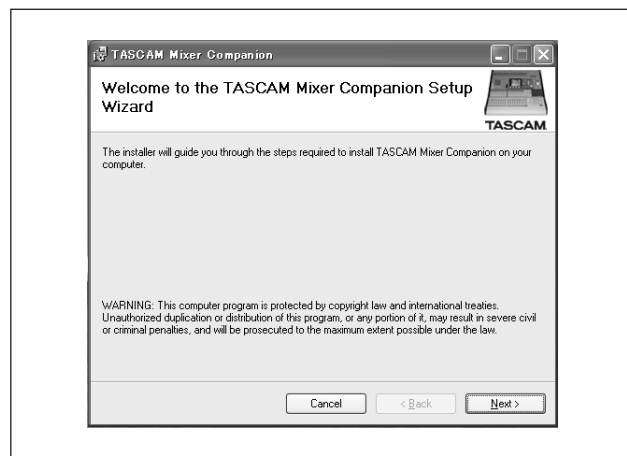 TASCAM Mixer Companion
Welcome to the TASCAM Mixer Companion Setup
Wizard
TASCAM
The installer will guide you through the steps required to install TASCAM Mixer Companion on your
computer.
WARNING: This computer program is protected by copyright law and international treaties.
Unauthorized duplication or distribution of this program, or any portion of it, may result in severe civil
or criminal penalties, and will be prosecuted to the maximum extent possible under the law.
Cancel < Back Next >